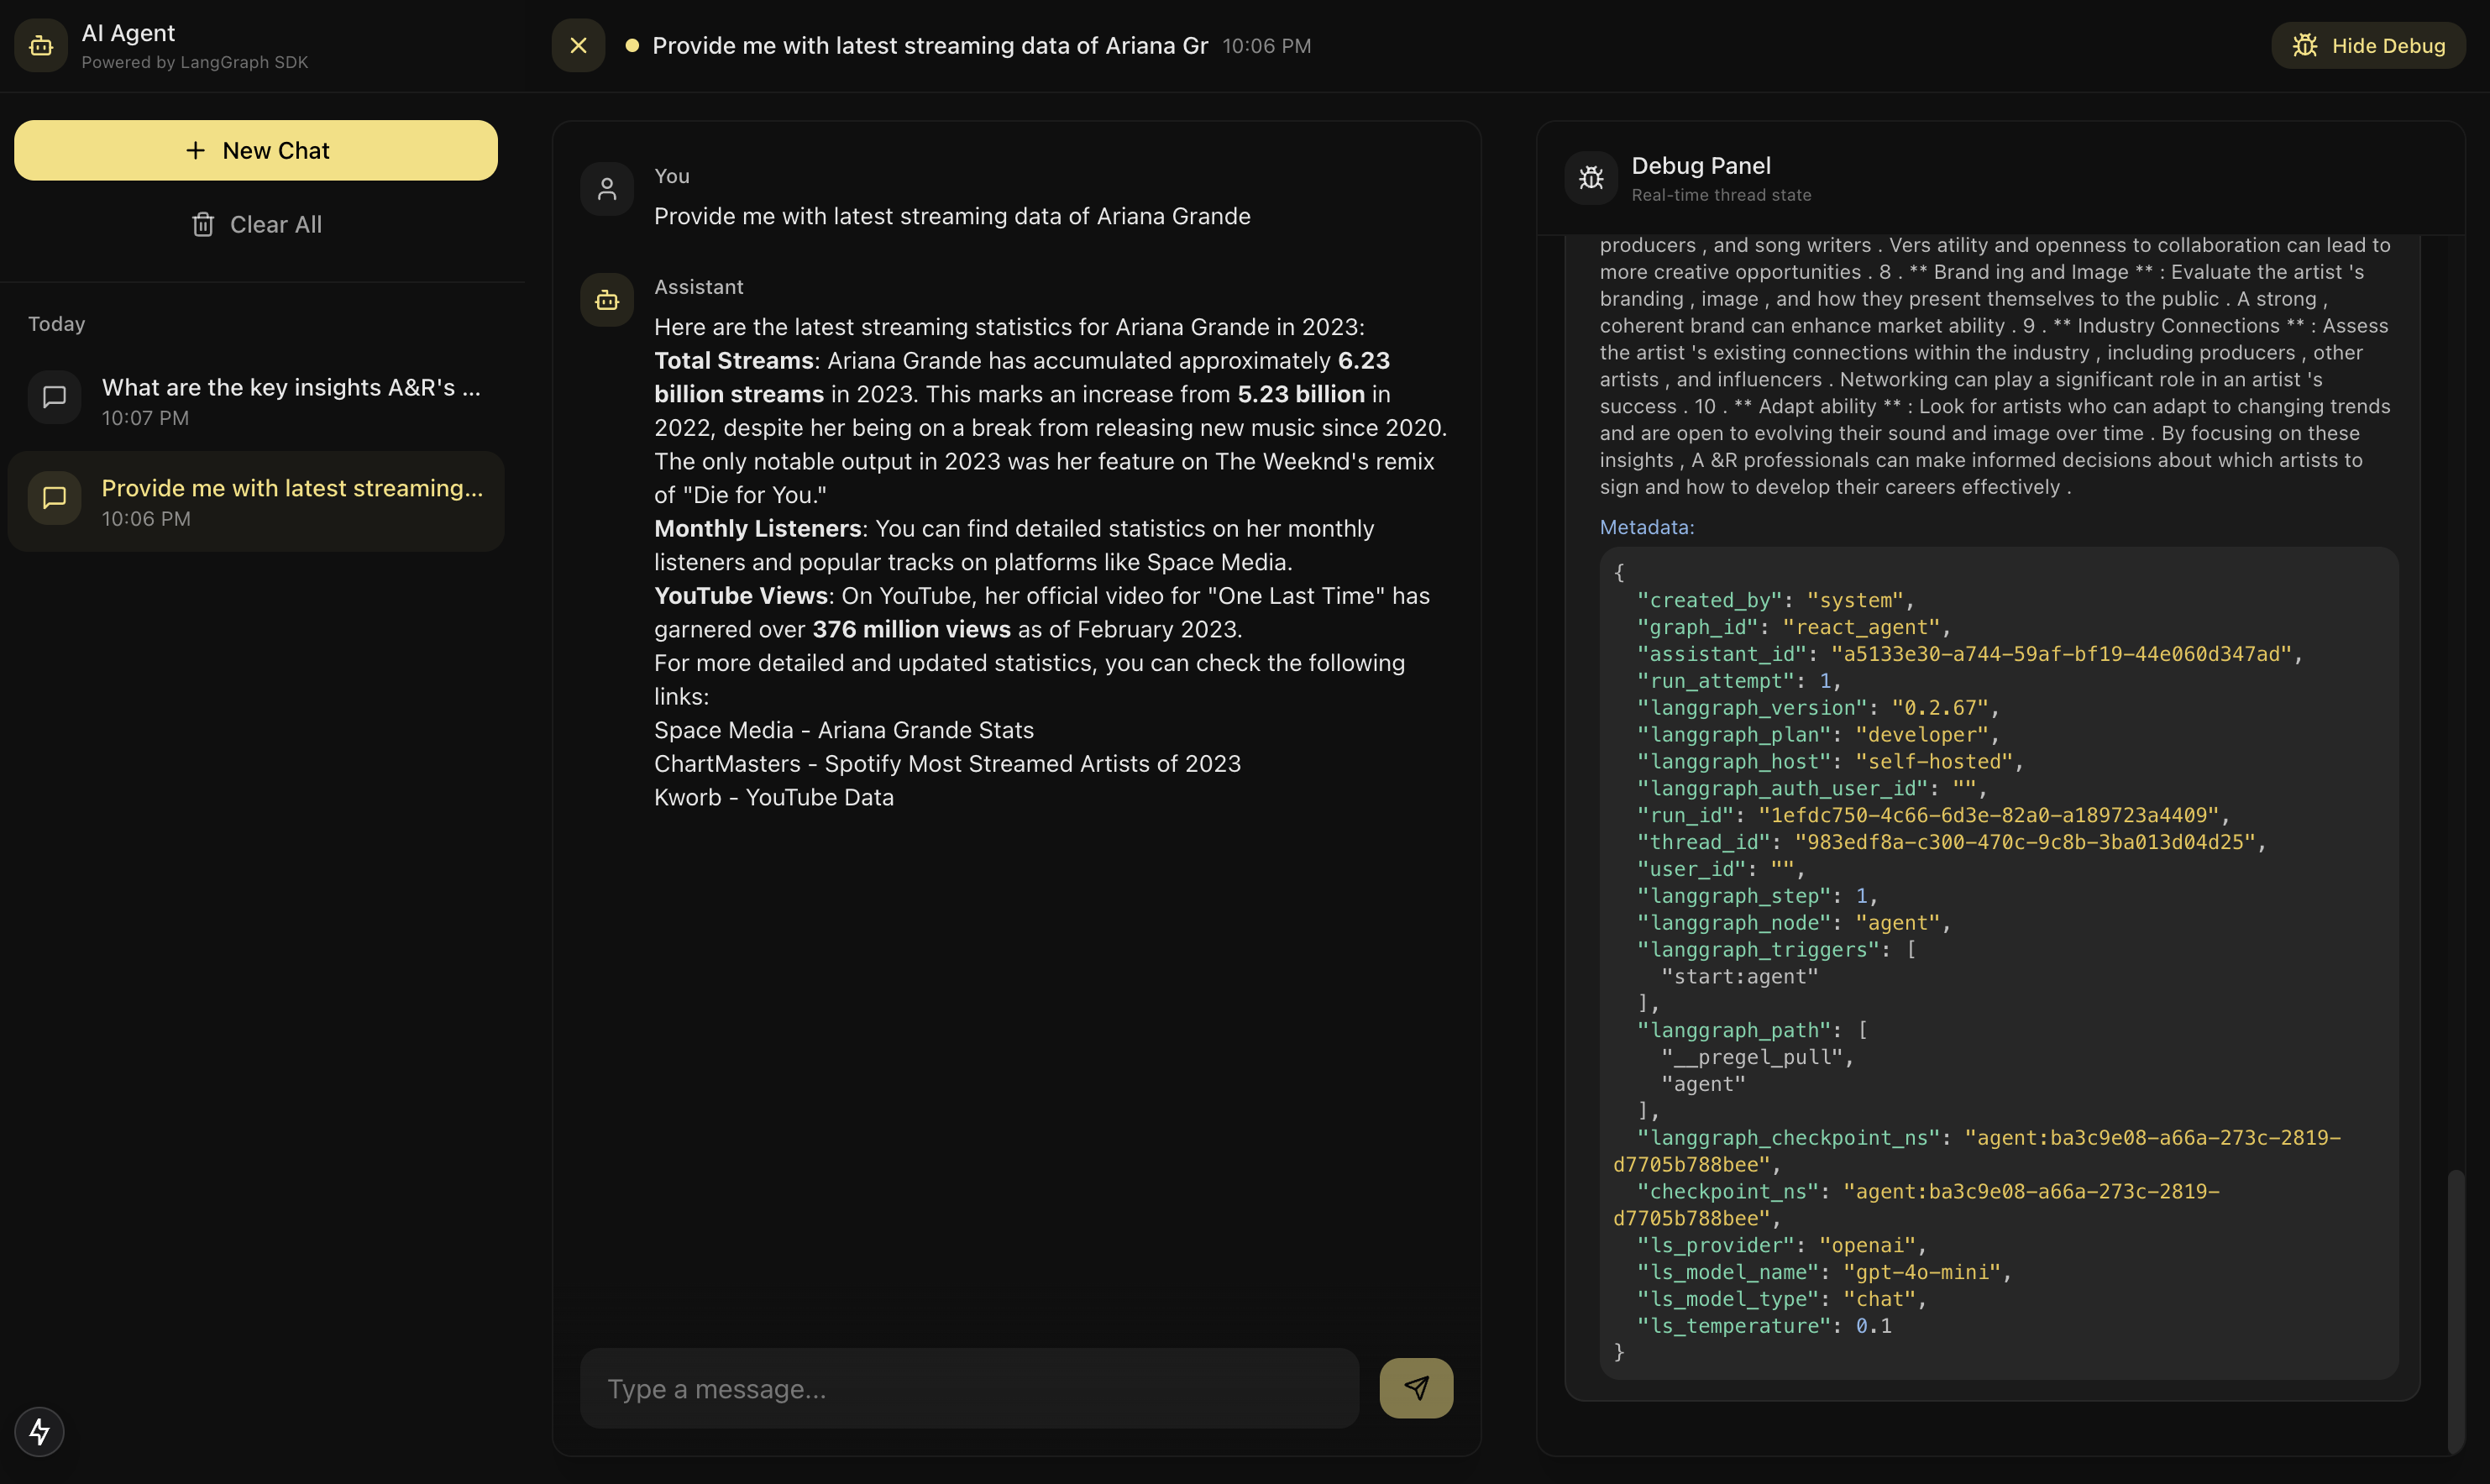 AI Agent
Powered by LangGraph SDK
New Chat
Clear All
Today
What are the key insights A&R's ...
10:07 PM
Provide me with latest streaming...
10:06 PM
Provide me with latest streaming data of Ariana Gr 10:06 PM
Hide Debug
You
Provide me with latest streaming data of Ariana Grande
Assistant
Here are the latest streaming statistics for Ariana Grande in 2023:
Total Streams: Ariana Grande has accumulated approximately 6.23
billion streams in 2023. This marks an increase from 5.23 billion in
2022, despite her being on a break from releasing new music since 2020.
The only notable output in 2023 was her feature on The Weeknd's remix
of "Die for You."
Monthly Listeners: You can find detailed statistics on her monthly
listeners and popular tracks on platforms like Space Media.
YouTube Views: On YouTube, her official video for "One Last Time" has
garnered over 376 million views as of February 2023.
For more detailed and updated statistics, you can check the following
links:
Space Media - Ariana Grande Stats
ChartMasters - Spotify Most Streamed Artists of 2023
Kworb - YouTube Data
Type a message...
Debug Panel
Real-time thread state
producers , and song writers . Vers atility and openness to collaboration can lead to
more creative opportunities . 8 . ** Brand ing and Image ** : Evaluate the artist 's
branding , image , and how they present themselves to the public . A strong ,
coherent brand can enhance market ability . 9 . ** Industry Connections ** : Assess
the artist 's existing connections within the industry , including producers , other
artists , and influencers . Networking can play a significant role in an artist 's
success . 10 . ** Adapt ability ** : Look for artists who can adapt to changing trends
and are open to evolving their sound and image over time . By focusing on these
insights , A &R professionals can make informed decisions about which artists to
sign and how to develop their careers effectively .
Metadata:
{
"created_by": "system",
"graph_id": "react_agent",
"assistant_id": "a5133e30-a744-59af-bf19-44e060d347ad",
"run_attempt": 1,
"langgraph_version": "0.2.67",
"langgraph_plan": "developer",
"langgraph_host": "self-hosted",
"langgraph_auth_user_id": "",
"run_id": "1efdc750-4c66-6d3e-82a0-a189723a4409",
"thread_id": "983edf8a-c300-470c-9c8b-3ba013d04d25",
"user_id": "",
"langgraph_step": 1,
"langgraph_node": "agent",
"langgraph_triggers": [
"start:agent"
],
"langgraph_path": [
"__pregel_pull",
"agent"
],
"langgraph_checkpoint_ns": "agent:ba3c9e08-a66a-273c-2819-
d7705b788bee",
"checkpoint_ns": "agent:ba3c9e08-a66a-273c-2819-
d7705b788bee",
"ls_provider": "openai",
"ls_model_name": "gpt-4o-mini",
"ls_model_type": "chat",
"ls_temperature": 0.1
}